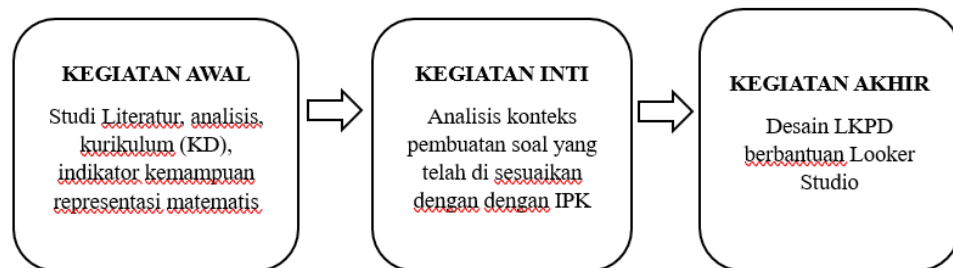 KEGIATAN AWAL
Studi Literatur, analisis,
kurikulum (KD),
indikator kemampuan
representasi matematis
KEGIATAN INTI
Analisis konteks
pembuatan soal yang
telah di sesuaikan
dengan dengan IPK
KEGIATAN AKHIR
Desain LKPD
berbantuan Looker
Studio